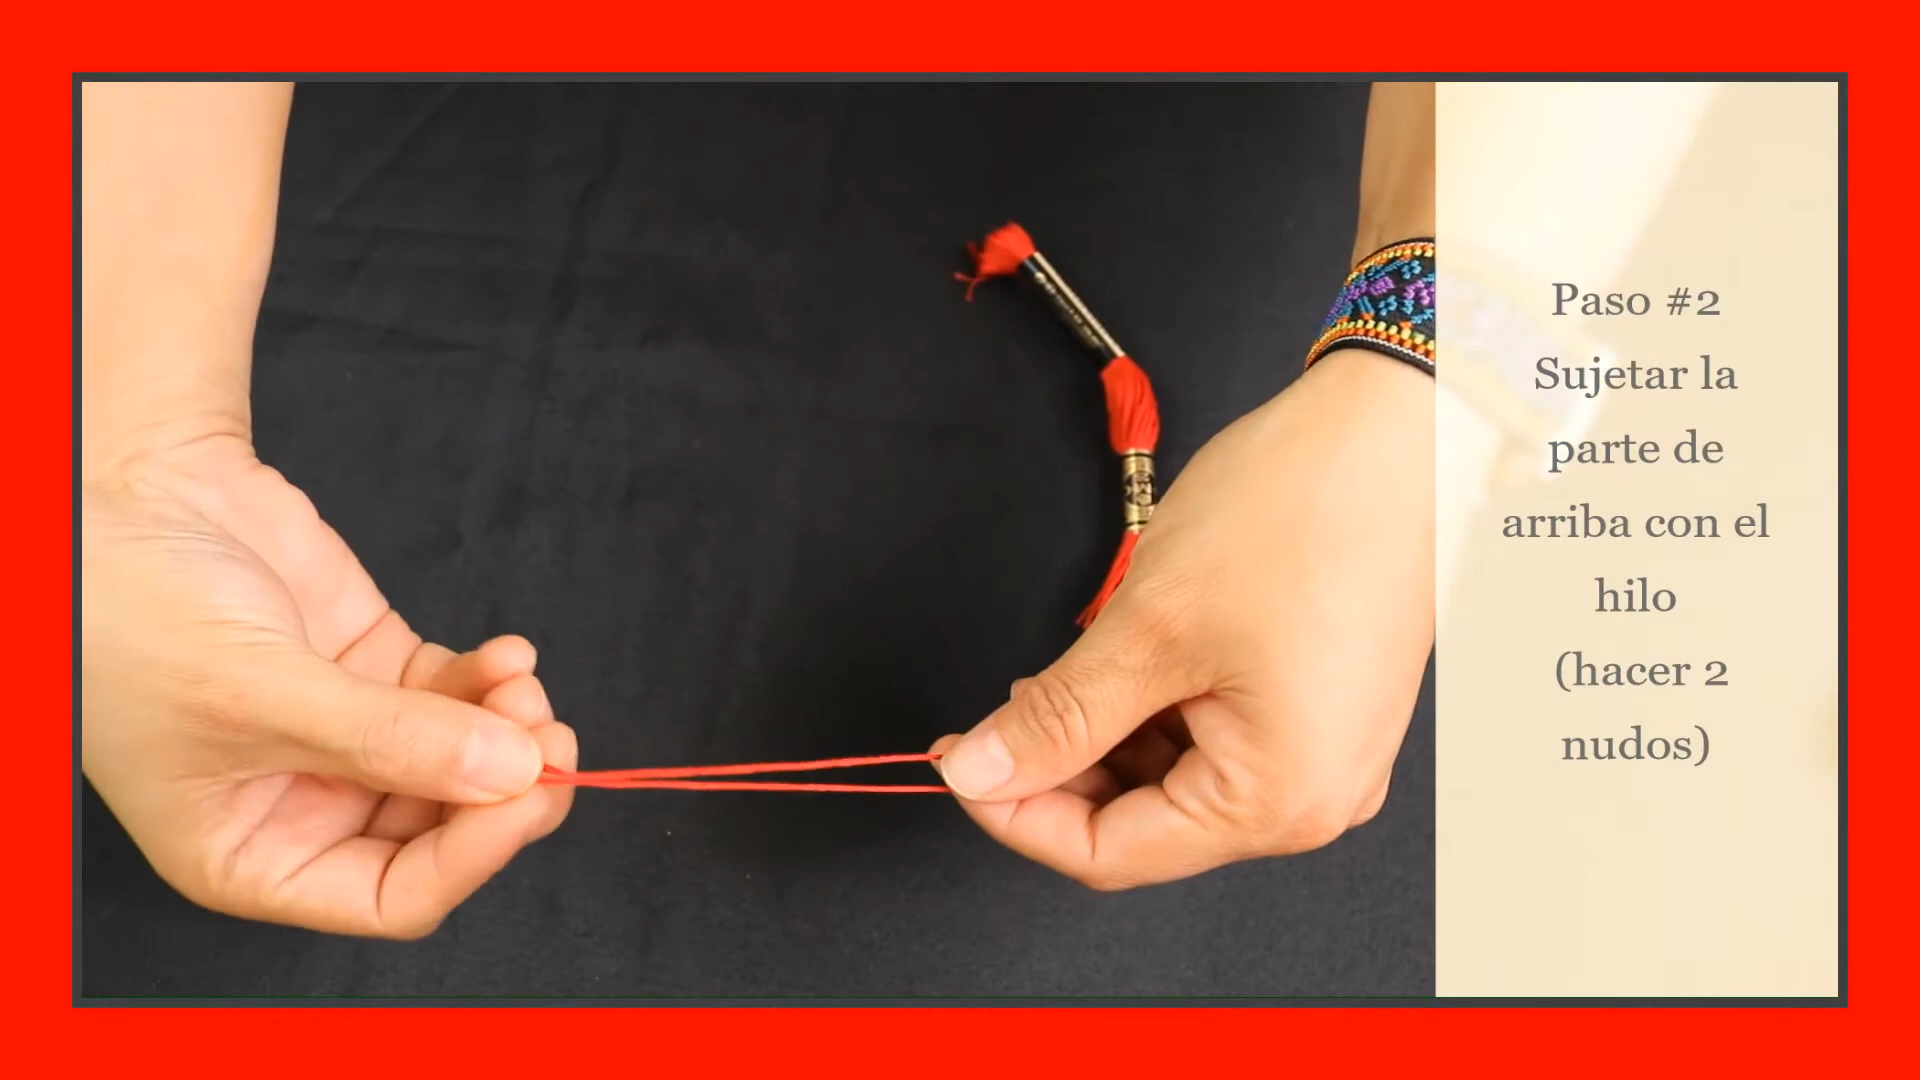 Paso #2
Sujetar la
parte de
arriba con el
hilo
(hacer 2
nudos)